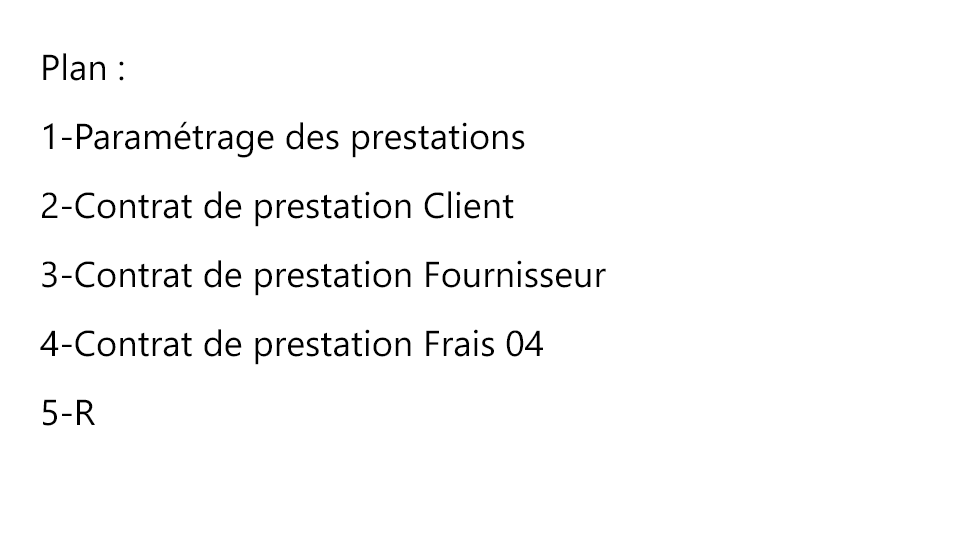 Plan :
1-Paramétrage des prestations
2-Contrat de prestation Client
3-Contrat de prestation Fournisseur
4-Contrat de prestation Frais 04
5-R